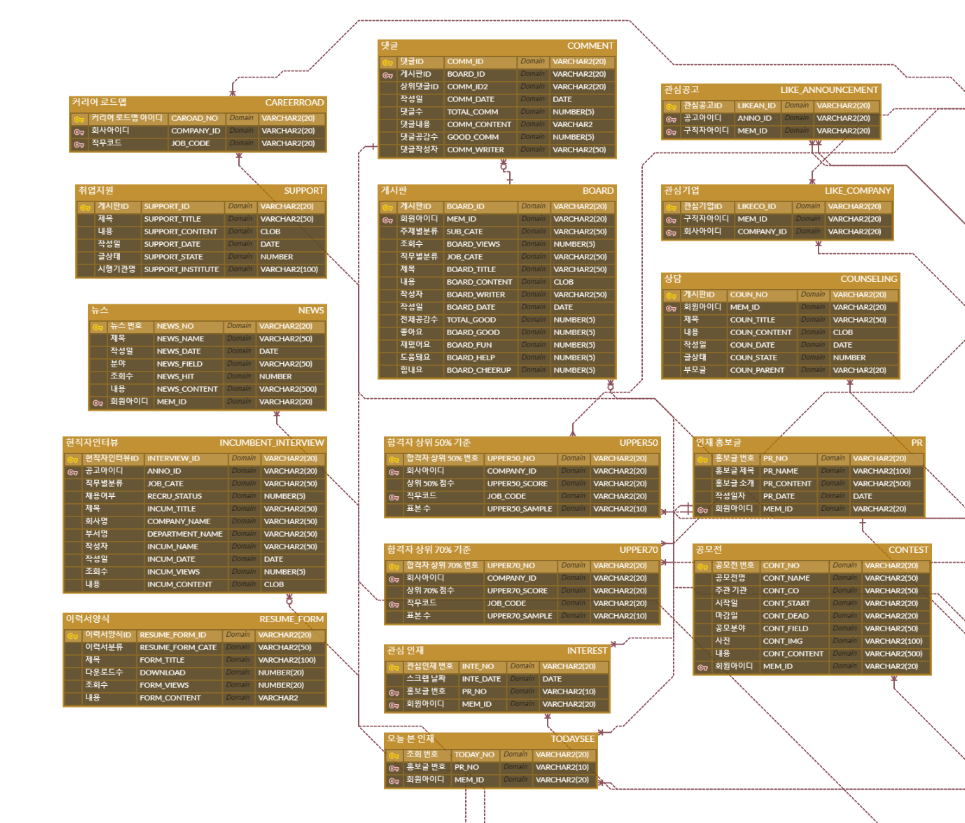 댓글 COMMENT
댓글ID COMM_ID Domain VARCHAR2(20)
게시판ID BOARD_ID Domain VARCHAR2(20)
상위댓글ID COMM_ID2 Domain VARCHAR2(20)
작성일 COMM_DATE Domain DATE
댓글수 TOTAL_COMM Domain NUMBER(5)
댓글내용 COMM_CONTENT Domain VARCHAR2
댓글공감수 GOOD_COMM Domain NUMBER(5)
댓글작성자 COMM_WRITER Domain VARCHAR2(50)
관심공고 LIKE_ANNOUNCEMENT
관심공고ID LIKEAN_ID Domain VARCHAR2(20)
공고아이디 ANNO_ID Domain VARCHAR2(20)
구직자아이디 MEM_ID Domain VARCHAR2(20)
커리어 로드맵 CAREERROAD
커리어 로드맵 아이디 CAROAD_NO Domain VARCHAR2(20)
회사아이디 COMPANY_ID Domain VARCHAR2(20)
직무코드 JOB_CODE Domain VARCHAR2(20)
취업지원 SUPPORT
게시판ID SUPPORT_ID Domain VARCHAR2(20)
제목 SUPPORT_TITLE Domain VARCHAR2(50)
내용 SUPPORT_CONTENT Domain CLOB
작성일 SUPPORT_DATE Domain DATE
글상태 SUPPORT_STATE Domain NUMBER
시행기관명 SUPPORT_INSTITUTE Domain VARCHAR2(100)
게시판 BOARD
게시판ID BOARD_ID Domain VARCHAR2(20)
회원아이디 MEM_ID Domain VARCHAR2(20)
주제별분류 SUB_CATE Domain VARCHAR2(50)
조회수 BOARD_VIEWS Domain NUMBER(5)
직무별분류 JOB_CATE Domain VARCHAR2(50)
제목 BOARD_TITLE Domain VARCHAR2(50)
내용 BOARD_CONTENT Domain CLOB
작성자 BOARD_WRITER Domain VARCHAR2(50)
작성일 BOARD_DATE Domain DATE
전체공감수 TOTAL_GOOD Domain NUMBER(5)
좋아요 BOARD_GOOD Domain NUMBER(5)
재밌어요 BOARD_FUN Domain NUMBER(5)
도움돼요 BOARD_HELP Domain NUMBER(5)
힘내요 BOARD_CHEERUP Domain NUMBER(5)
관심기업 LIKE_COMPANY
관심기업ID LIKECO_ID Domain VARCHAR2(20)
구직자아이디 MEM_ID Domain VARCHAR2(20)
회사아이디 COMPANY_ID Domain VARCHAR2(20)
상담 COUNSELING
게시판ID COUN_NO Domain VARCHAR2(20)
회원아이디 MEM_ID Domain VARCHAR2(20)
제목 COUN_TITLE Domain VARCHAR2(50)
내용 COUN_CONTENT Domain CLOB
작성일 COUN_DATE Domain DATE
글상태 COUN_STATE Domain NUMBER
부모글 COUN_PARENT Domain VARCHAR2(20)
뉴스 NEWS
뉴스 번호 NEWS_NO Domain VARCHAR2(20)
제목 NEWS_NAME Domain VARCHAR2(50)
작성일 NEWS_DATE Domain DATE
분야 NEWS_FIELD Domain VARCHAR2(50)
조회수 NEWS_HIT Domain NUMBER
내용 NEWS_CONTENT Domain VARCHAR2(500)
회원아이디 MEM_ID Domain VARCHAR2(20)
현직자인터뷰 INCUMBENT_INTERVIEW
현직자인터뷰ID INTERVIEW_ID Domain VARCHAR2(20)
공고아이디 ANNO_ID Domain VARCHAR2(20)
직무별분류 JOB_CATE Domain VARCHAR2(50)
채용여부 RECRU_STATUS Domain NUMBER(5)
제목 INCUM_TITLE Domain VARCHAR2(50)
회사명 COMPANY_NAME Domain VARCHAR2(50)
부서명 DEPARTMENT_NAME Domain VARCHAR2(50)
작성자 INCUM_NAME Domain VARCHAR2(50)
작성일 INCUM_DATE Domain DATE
조회수 INCUM_VIEWS Domain NUMBER(5)
내용 INCUM_CONTENT Domain CLOB
합격자 상위 50% 기준 UPPER50
합격자 상위 50% 번호 UPPER50_NO Domain VARCHAR2(20)
회사아이디 COMPANY_ID Domain VARCHAR2(20)
상위 50% 점수 UPPER50_SCORE Domain VARCHAR2(20)
직무코드 JOB_CODE Domain VARCHAR2(20)
표본 수 UPPER50_SAMPLE Domain VARCHAR2(10)
인재 홍보글 PR
홍보글 번호 PR_NO Domain VARCHAR2(10)
홍보글 제목 PR_NAME Domain VARCHAR2(100)
홍보글 소개 PR_CONTENT Domain VARCHAR2(500)
작성일자 PR_DATE Domain DATE
회원아이디 MEM_ID Domain VARCHAR2(20)
합격자 상위 70% 기준 UPPER70
합격자 상위 70% 번호 UPPER70_NO Domain VARCHAR2(20)
회사아이디 COMPANY_ID Domain VARCHAR2(20)
상위 70% 점수 UPPER70_SCORE Domain VARCHAR2(20)
직무코드 JOB_CODE Domain VARCHAR2(20)
표본 수 UPPER70_SAMPLE Domain VARCHAR2(10)
공모전 CONTEST
공모전 번호 CONT_NO Domain VARCHAR2(20)
공모전명 CONT_NAME Domain VARCHAR2(50)
주관 기관 CONT_CO Domain VARCHAR2(50)
시작일 CONT_START Domain VARCHAR2(20)
마감일 CONT_DEAD Domain VARCHAR2(20)
공모분야 CONT_FIELD Domain VARCHAR2(50)
사진 CONT_IMG Domain VARCHAR2(100)
내용 CONT_CONTENT Domain VARCHAR2(500)
회원아이디 MEM_ID Domain VARCHAR2(20)
이력서양식 RESUME_FORM
이력서양식ID RESUME_FORM_ID Domain VARCHAR2(20)
이력서분류 RESUME_FORM_CATE Domain VARCHAR2(50)
제목 FORM_TITLE Domain VARCHAR2(100)
다운로드수 DOWNLOAD Domain NUMBER(20)
조회수 FORM_VIEWS Domain NUMBER(20)
내용 FORM_CONTENT Domain VARCHAR2
관심 인재 INTEREST
관심인재 번호 INTE_NO Domain VARCHAR2(20)
스크랩 날짜 INTE_DATE Domain DATE
홍보글 번호 PR_NO Domain VARCHAR2(10)
회원아이디 MEM_ID Domain VARCHAR2(20)
오늘 본 인재 TODAYSEE
조회 번호 TODAY_NO Domain VARCHAR2(20)
홍보글 번호 PR_NO Domain VARCHAR2(10)
회원아이디 MEM_ID Domain VARCHAR2(20)